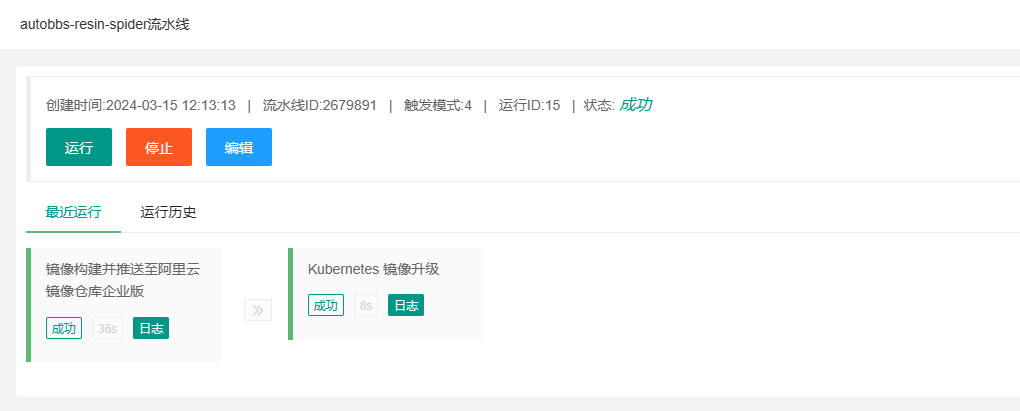 autobbs-resin-spider流水线
创建时间:2024-03-15 12:13:13 | 流水线ID:2679891 | 触发模式:4 | 运行ID:15 | 状态: 成功
运行 停止 编辑
最近运行 运行历史
镜像构建并推送至阿里云
镜像仓库企业版
成功 36s 日志
Kubernetes 镜像升级
成功 8s 日志